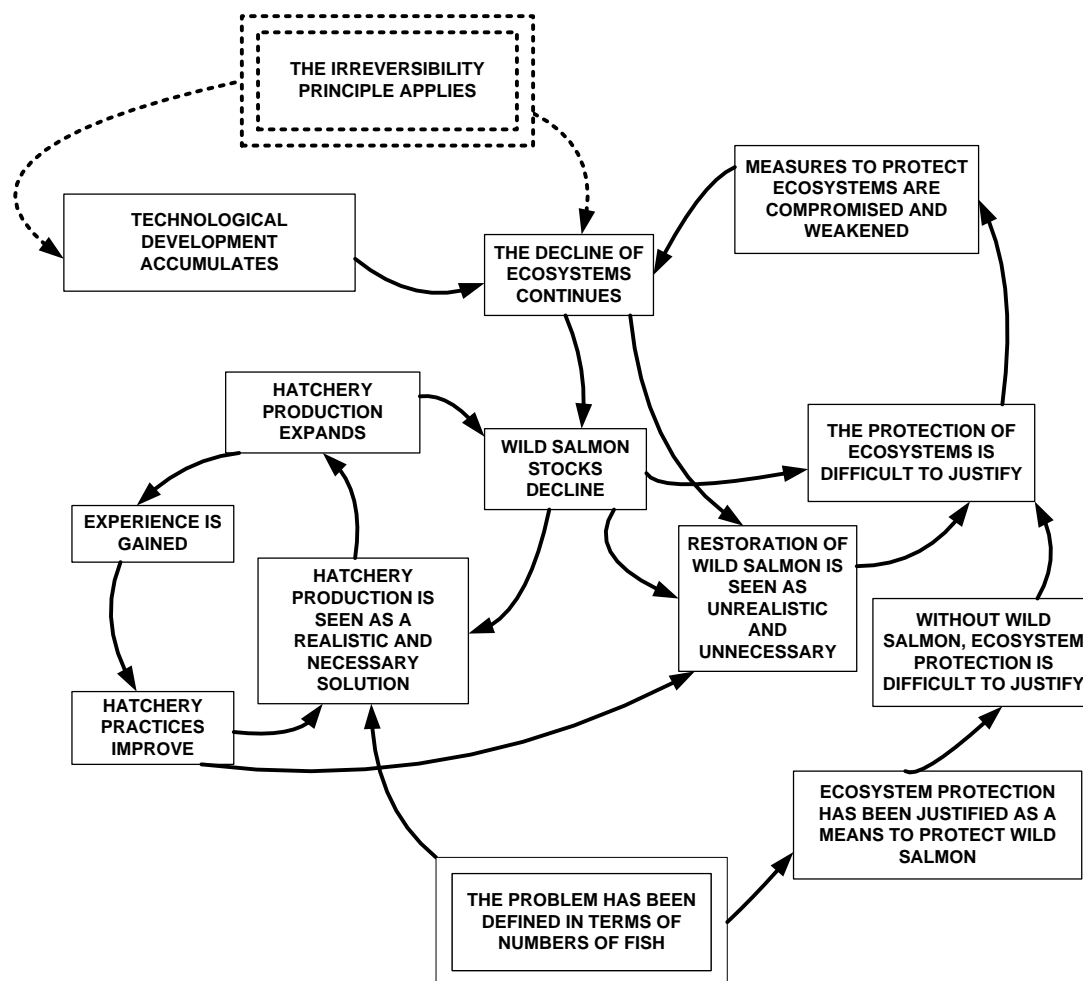 THE IRREVERSIBILITY
PRINCIPLE APPLIES
MEASURES TO PROTECT
ECOSYSTEMS ARE
COMPROMISED AND
WEAKENED
TECHNOLOGICAL
DEVELOPMENT
ACCUMULATES
THE DECLINE OF
ECOSYSTEMS
CONTINUES
HATCHERY
PRODUCTION
EXPANDS
WILD SALMON
STOCKS
DECLINE
THE PROTECTION OF
ECOSYSTEMS IS
DIFFICULT TO JUSTIFY
EXPERIENCE IS
GAINED
HATCHERY
PRODUCTION IS
SEEN AS A
REALISTIC AND
NECESSARY
SOLUTION
RESTORATION OF
WILD SALMON IS
SEEN AS
UNREALISTIC
AND
UNNECESSARY
WITHOUT WILD
SALMON, ECOSYSTEM
PROTECTION IS
DIFFICULT TO JUSTIFY
HATCHERY
PRACTICES
IMPROVE
ECOSYSTEM PROTECTION
HAS BEEN JUSTIFIED AS A
MEANS TO PROTECT WILD
SALMON
THE PROBLEM HAS BEEN
DEFINED IN TERMS OF
NUMBERS OF FISH